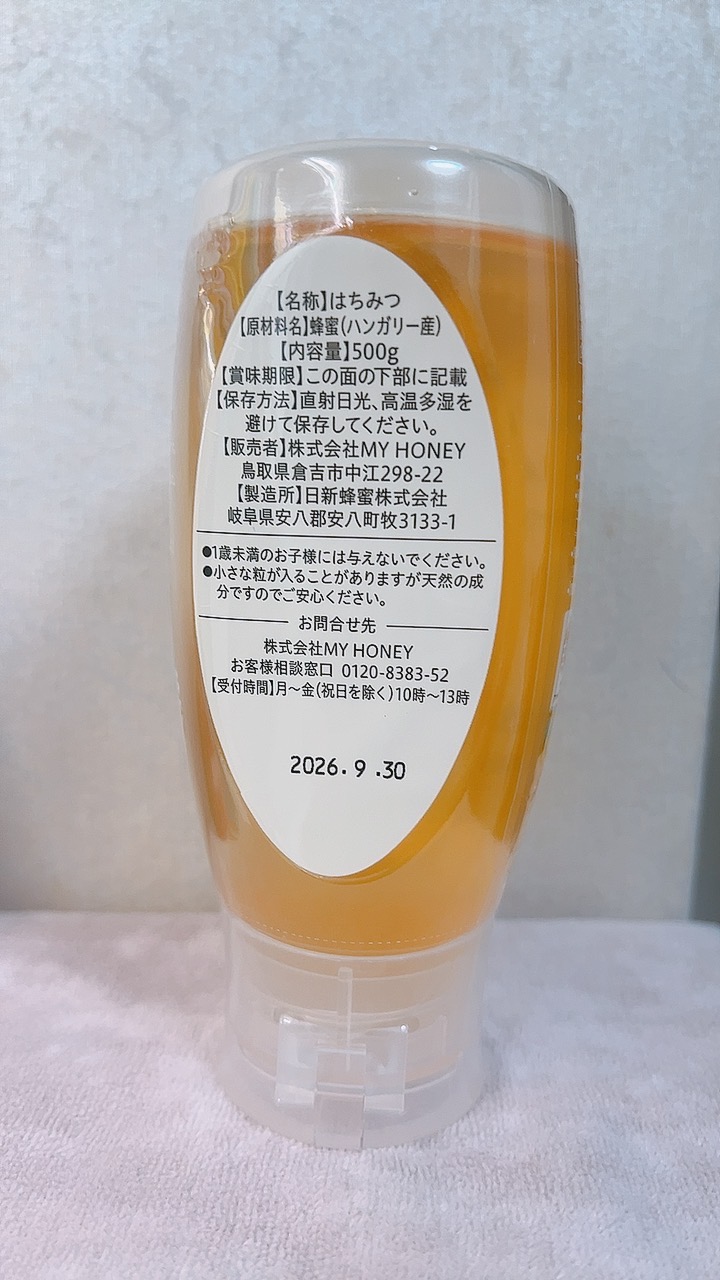 【名称】はちみつ
【原材料名】蜂蜜(ハンガリー産)
【内容量】500g
【賞味期限】この面の下部に記載
【保存方法】直射日光、高温多湿を
避けて保存してください。
【販売者】株式会社MY HONEY
鳥取県倉吉市中江298-22
【製造所】日新蜂蜜株式会社
岐阜県安八郡安八町牧3133-1
●1歳未満のお子様には与えないでください。
●小さな粒が入ることがありますが天然の成
分ですのでご安心ください。
お問合せ先
株式会社MY HONEY
お客様相談窓口 0120-8383-52
【受付時間】月〜金(祝日を除く)10時〜13時
2026. 9 .30